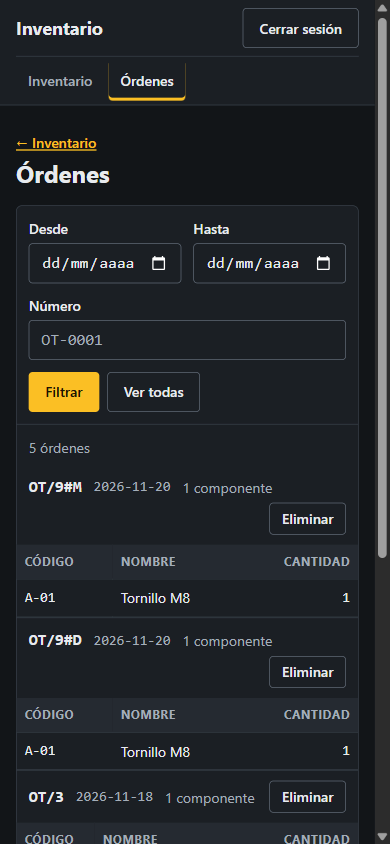 Inventario
Cerrar sesión
Inventario
Órdenes
← Inventario
Órdenes
Desde
Hasta
dd/mm/aaaa
dd/mm/aaaa
Número
OT-0001
Filtrar
Ver todas
5 órdenes
OT/9#M 2026-11-20 1 componente
Eliminar
CÓDIGO NOMBRE CANTIDAD
A-01 Tornillo M8 1
OT/9#D 2026-11-20 1 componente
Eliminar
CÓDIGO NOMBRE CANTIDAD
A-01 Tornillo M8 1
OT/3 2026-11-18 1 componente Eliminar
CÓDIGO NOMBRE CANTIDAD